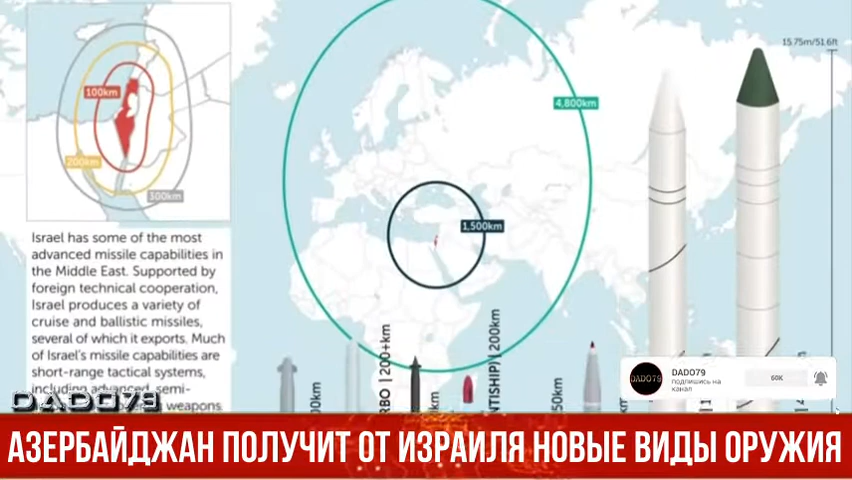 15.75m/51.6ft
100km
200km
300km
4,800km
1,500km
Israel has some of the most
advanced missile capabilities in
the Middle East. Supported by
foreign technical cooperation,
Israel produces a variety of
cruise and ballistic missiles,
several of which it exports. Much
of Israel's missile capabilities are
short-range tactical systems,
including advanced, semi-
weapons
200+km
200km
DADO79
DADO79
подпишись на
канал
60K
DADO79
АЗЕРБАЙДЖАН ПОЛУЧИТ ОТ ИЗРАИЛЯ НОВЫЕ ВИДЫ ОРУЖИЯ